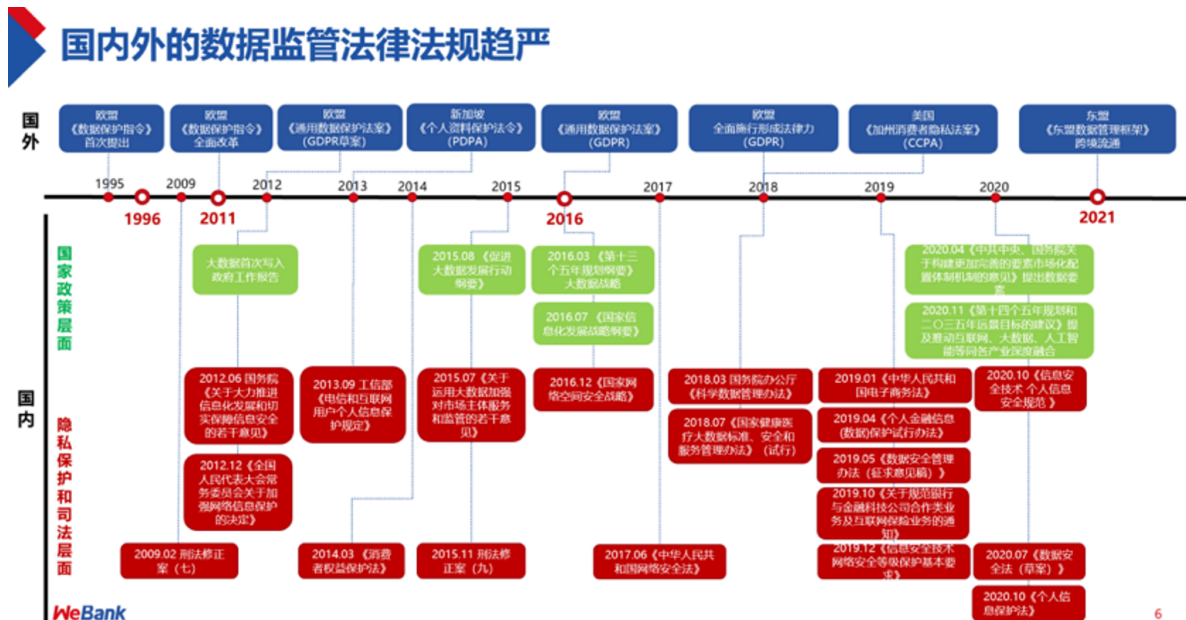 国内外的数据监管法律法规趋严
国外
欧盟
《数据保护指令》
首次提出
欧盟
《数据保护指令》
全面改革
欧盟
《通用数据保护法案》
(GDPR草案)
新加坡
《个人资料保护法令》
(PDPA)
欧盟
《通用数据保护法案》
(GDPR)
欧盟
全面施行形成法律力
(GDPR)
美国
《加州消费者隐私法案》
(CCPA)
东盟
《东盟数据管理框架》
跨境流通
1995
1996
2009
2011
2012
2013
2014
2015
2016
2017
2018
2019
2020
2021
国内
国家政策层面
大数据首次写入
政府工作报告
2015.08 《促进
大数据发展行动
纲要》
2016.03 《第十三
个五年规划纲要》
大数据战略
2016.07 《国家信
息化发展战略纲要》
2020.04《中共中央、国务院关
于构建更加完善的要素市场化配
置体制机制的意见》提出数据要
素
2020.11《第十四个五年规划和
二〇三五年远景目标的建议》提
及推动互联网、大数据、人工智
能等同各产业深度融合
隐私保护和司法层面
2012.06 国务院
《关于大力推进
信息化发展和切
实保障信息安全
的若干意见》
2012.12《全国
人民代表大会常
务委员会关于加
强网络信息保护
的决定》
2009.02 刑法修正
案（七）
2013.09 工信部
《电信和互联网
用户个人信息保
护规定》
2014.03 《消费
者权益保护法》
2015.07《关于
运用大数据加强
对市场主体服务
和监管的若干意
见》
2015.11 刑法修
正案（九）
2016.12《国家网
络空间安全战略》
2017.06《中华人民共
和国网络安全法》
2018.03 国务院办公厅
《科学数据管理办法》
2018.07《国家健康医
疗大数据标准、安全和
服务管理办法》（试行）
2019.01《中华人民共和
国电子商务法》
2019.04《个人金融信息
(数据)保护试行办法》
2019.05《数据安全管理
办法（征求意见稿）》
2019.10《关于规范银行
与金融科技公司合作类业
务及互联网保险业务的通
知》
2019.12《信息安全技术
网络安全等级保护基本要
求》
2020.10《信息安
全技术 个人信息
安全规范 》
2020.07《数据安
全法（草案）》
2020.10《个人信
息保护法》
WeBank
6